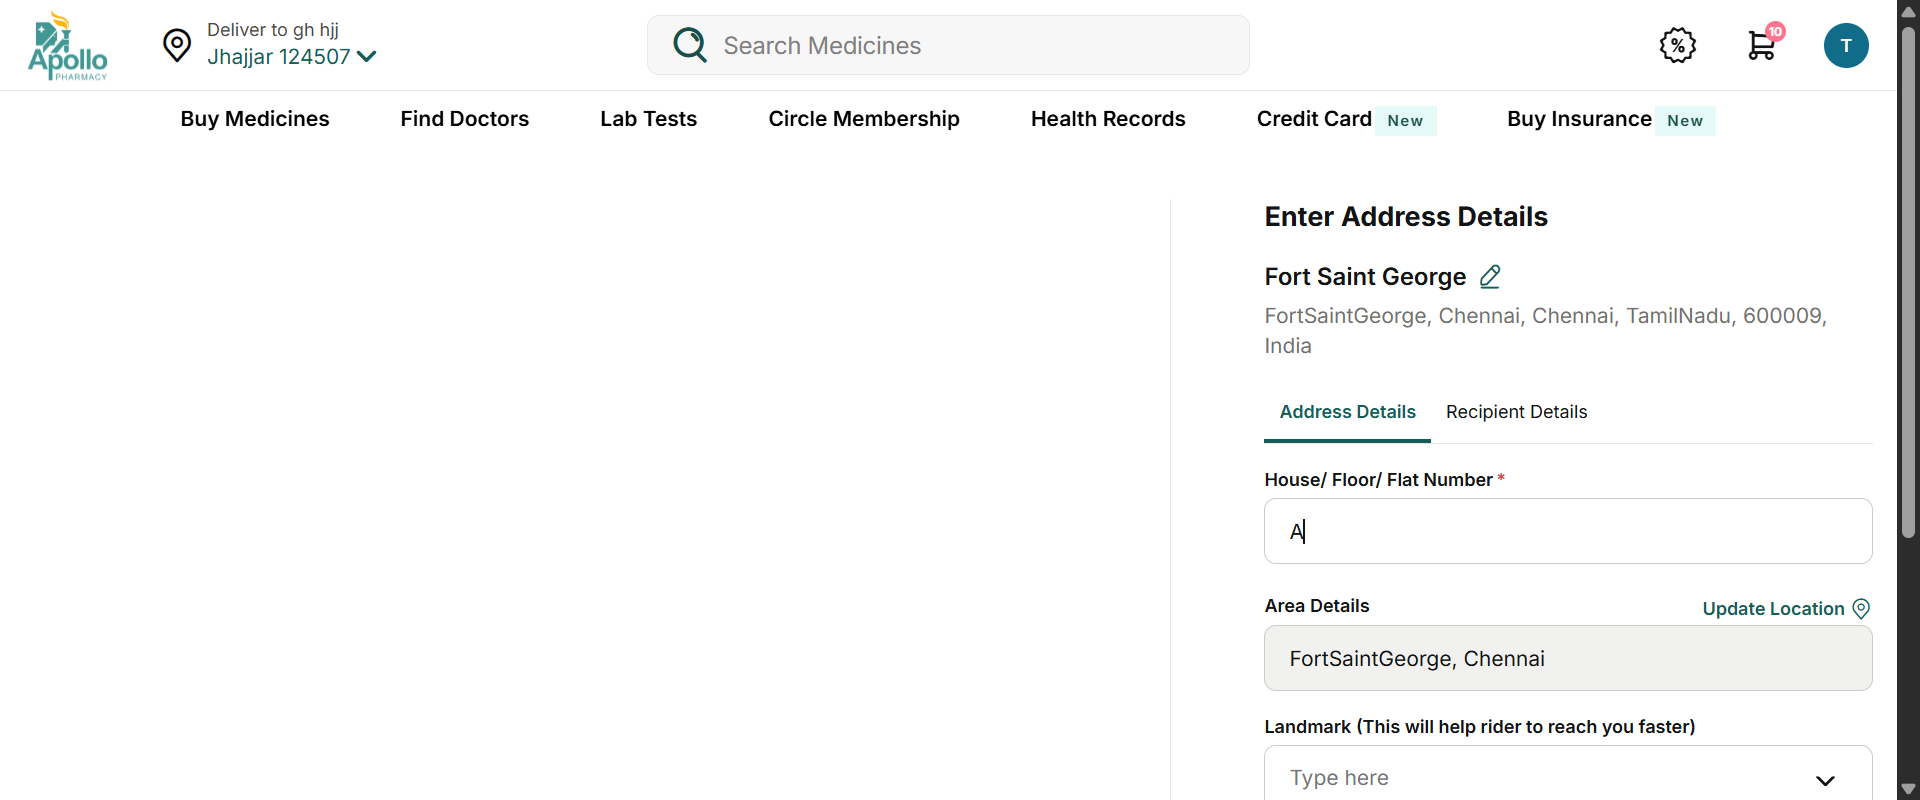 Apollo
PHARMACY
Deliver to gh hjj
Jhajjar 124507
Search Medicines
%
10
T
Buy Medicines
Find Doctors
Lab Tests
Circle Membership
Health Records
Credit Card New
Buy Insurance New
Enter Address Details
Fort Saint George
FortSaintGeorge, Chennai, Chennai, TamilNadu, 600009,
India
Address Details
Recipient Details
House/ Floor/ Flat Number *
A
Area Details
Update Location
FortSaintGeorge, Chennai
Landmark (This will help rider to reach you faster)
Type here